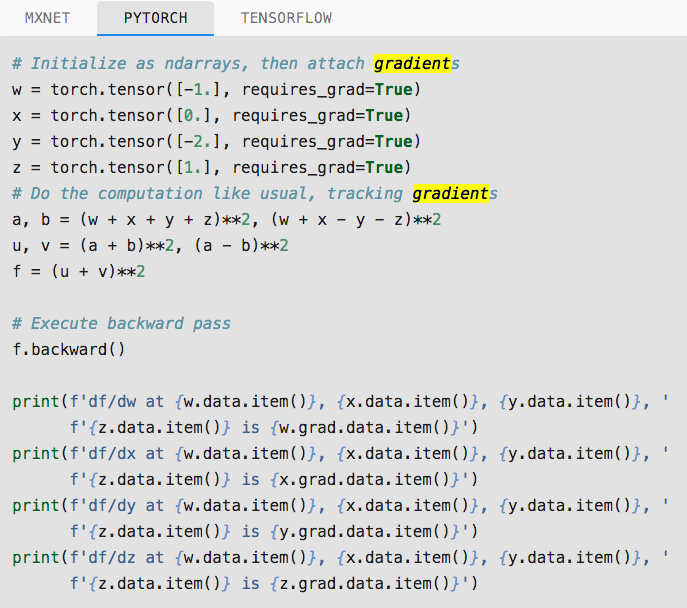 MXNET PYTORCH TENSORFLOW
# Initialize as ndarrays, then attach gradients
w = torch.tensor([-1.], requires_grad=True)
x = torch.tensor([0.], requires_grad=True)
y = torch.tensor([-2.], requires_grad=True)
z = torch.tensor([1.], requires_grad=True)
# Do the computation like usual, tracking gradients
a, b = (w + x + y + z)**2, (w + x - y - z)**2
u, v = (a + b)**2, (a - b)**2
f = (u + v)**2
# Execute backward pass
f.backward()
print(f'df/dw at {w.data.item()}, {x.data.item()}, {y.data.item()}, '
f'{z.data.item()} is {w.grad.data.item()}')
print(f'df/dx at {w.data.item()}, {x.data.item()}, {y.data.item()}, '
f'{z.data.item()} is {x.grad.data.item()}')
print(f'df/dy at {w.data.item()}, {x.data.item()}, {y.data.item()}, '
f'{z.data.item()} is {y.grad.data.item()}')
print(f'df/dz at {w.data.item()}, {x.data.item()}, {y.data.item()}, '
f'{z.data.item()} is {z.grad.data.item()}')